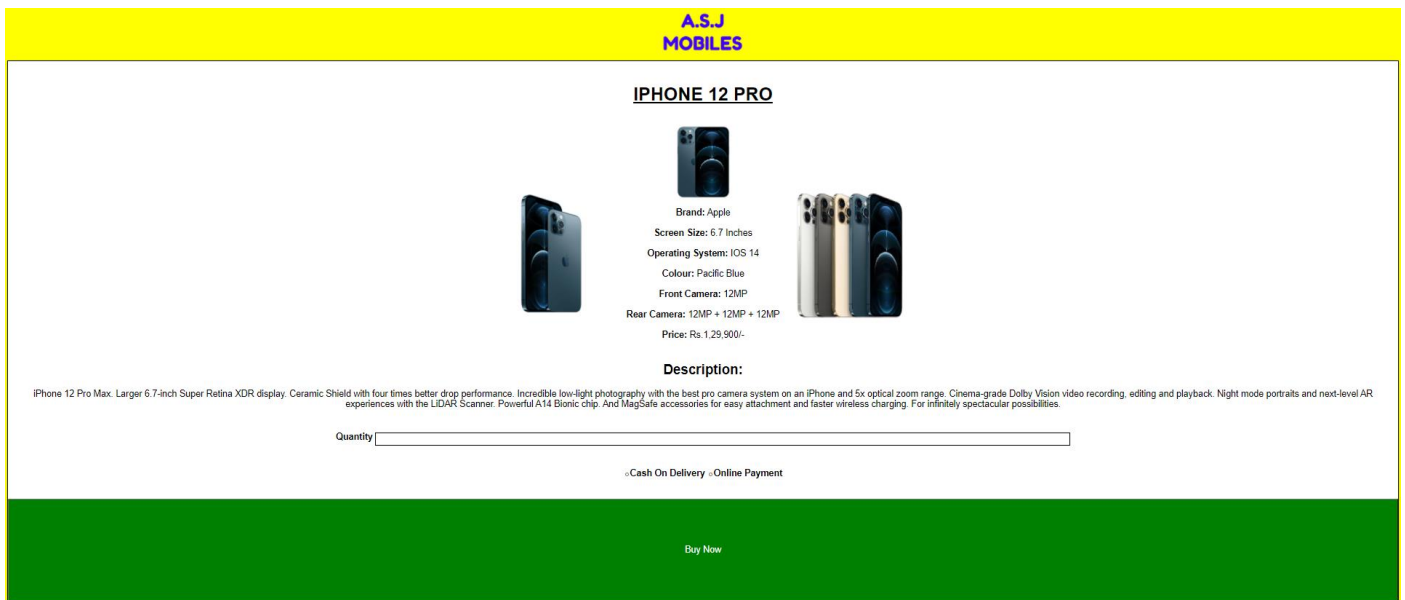 A.S.J
MOBILES
IPHONE 12 PRO
Brand: Apple
Screen Size: 6.7 Inches
Operating System: IOS 14
Colour: Pacific Blue
Front Camera: 12MP
Rear Camera: 12MP + 12MP + 12MP
Price: Rs.1,29,900/-
Description:
iPhone 12 Pro Max. Larger 6.7-inch Super Retina XDR display. Ceramic Shield with four times better drop performance. Incredible low-light photography with the best pro camera system on an iPhone and 5x optical zoom range. Cinema-grade Dolby Vision video recording, editing and playback. Night mode portraits and next-level AR
experiences with the LiDAR Scanner. Powerful A14 Bionic chip. And MagSafe accessories for easy attachment and faster wireless charging. For infinitely spectacular possibilities.
Quantity
Cash On Delivery Online Payment
Buy Now